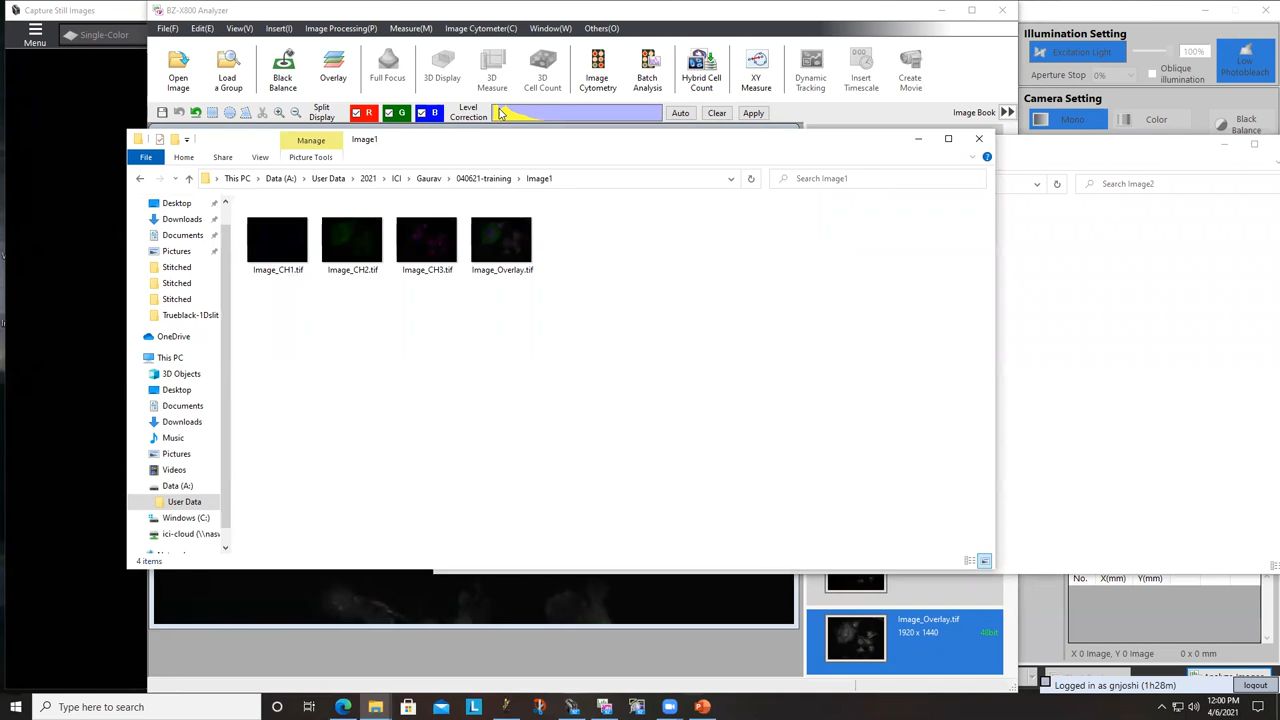 Capture Still Images
BZ-X800 Analyzer
Menu
Single-Color
File(F) Edit(E) View(V) Insert(I) Image Processing(P) Measure(M) Image Cytometer(C) Window(W) Others(O)
Open Image
Load a Group
Black Balance
Overlay
Full Focus
3D Display
3D Measure
3D Cell Count
Image Cytometry
Batch Analysis
Hybrid Cell Count
XY Measure
Dynamic Tracking
Insert Timescale
Create Movie
Split Display
R
G
B
Level Correction
Auto
Clear
Apply
Image Book
Illumination Setting
Excitation Light
100%
Low Photobleach
Aperture Stop 0%
Oblique illumination
Camera Setting
Mono
Color
Black Balance
Manage
Image1
File Home Share View Picture Tools
This PC > Data (A:) > User Data > 2021 > ICI > Gaurav > 040621-training > Image1
Search Image1
Search Image2
Desktop
Downloads
Documents
Pictures
Stitched
Stitched
Stitched
Trueblack-1Dslit
OneDrive
This PC
3D Objects
Desktop
Documents
Downloads
Music
Pictures
Videos
Data (A:)
User Data
Windows (C:)
ici-cloud (\\nasw
Image_CH1.tif
Image_CH2.tif
Image_CH3.tif
Image_Overlay.tif
4 items
Image_Overlay.tif
1920 x 1440
48bit
No. X(mm) Y(mm)
X 0 Image, Y 0 Image 0 x 0 mm
Logged in as gnjoshi (1h28m)
logout
Type here to search
12:00 PM
4/6/2021